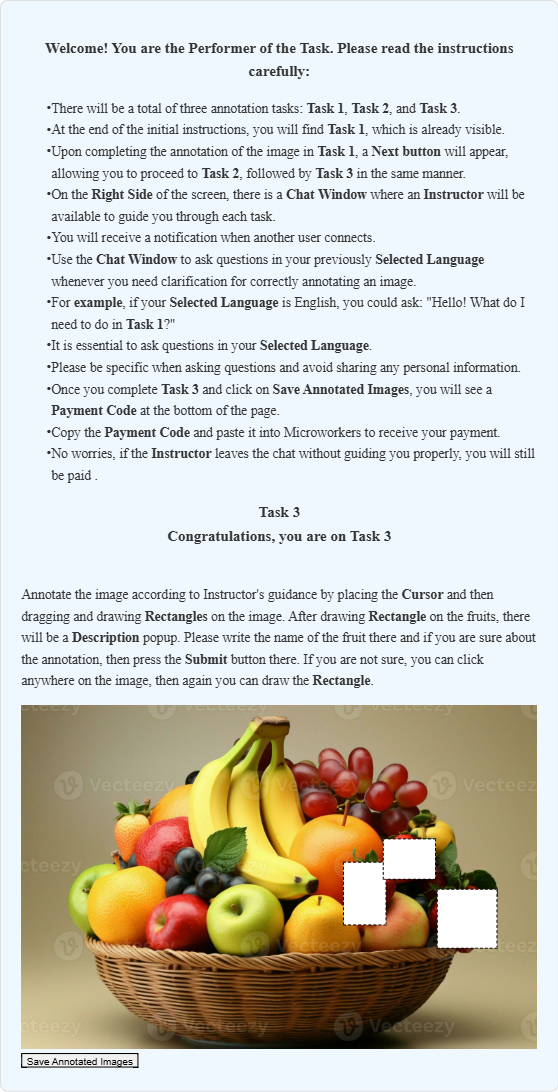 Welcome! You are the Performer of the Task. Please read the instructions
carefully:
•There will be a total of three annotation tasks: Task 1, Task 2, and Task 3.
•At the end of the initial instructions, you will find Task 1, which is already visible.
•Upon completing the annotation of the image in Task 1, a Next button will appear,
allowing you to proceed to Task 2, followed by Task 3 in the same manner.
•On the Right Side of the screen, there is a Chat Window where an Instructor will be
available to guide you through each task.
•You will receive a notification when another user connects.
•Use the Chat Window to ask questions in your previously Selected Language
whenever you need clarification for correctly annotating an image.
•For example, if your Selected Language is English, you could ask: "Hello! What do I
need to do in Task 1?"
•It is essential to ask questions in your Selected Language.
•Please be specific when asking questions and avoid sharing any personal information.
•Once you complete Task 3 and click on Save Annotated Images, you will see a
Payment Code at the bottom of the page.
•Copy the Payment Code and paste it into Microworkers to receive your payment.
•No worries, if the Instructor leaves the chat without guiding you properly, you will still
be paid .
Task 3
Congratulations, you are on Task 3
Annotate the image according to Instructor's guidance by placing the Cursor and then
dragging and drawing Rectangles on the image. After drawing Rectangle on the fruits, there
will be a Description popup. Please write the name of the fruit there and if you are sure about
the annotation, then press the Submit button there. If you are not sure, you can click
anywhere on the image, then again you can draw the Rectangle.
Vecteezy
Vecteezy
Save Annotated Images